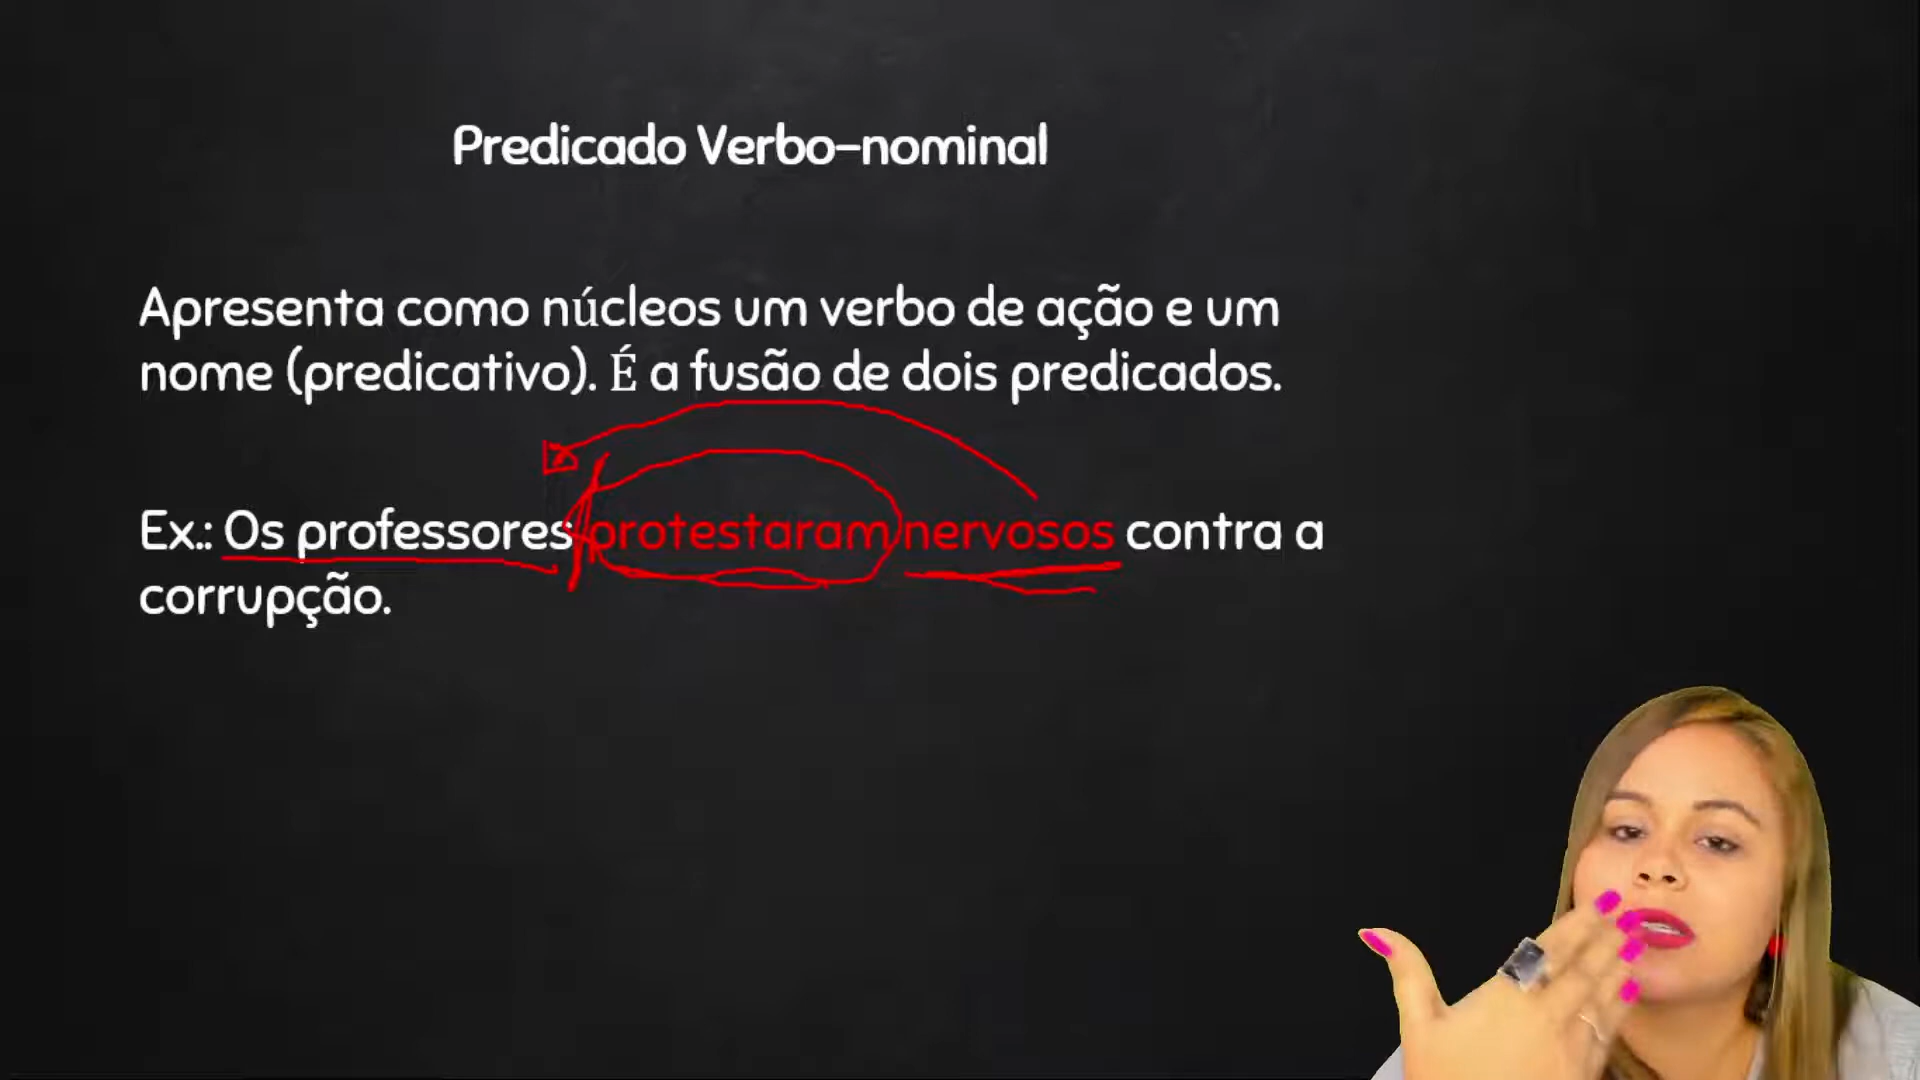 Predicado Verbo-nominal
Apresenta como núcleos um verbo de ação e um
nome (predicativo). É a fusão de dois predicados.
Ex.: Os professores protestaram nervosos contra a
corrupção.